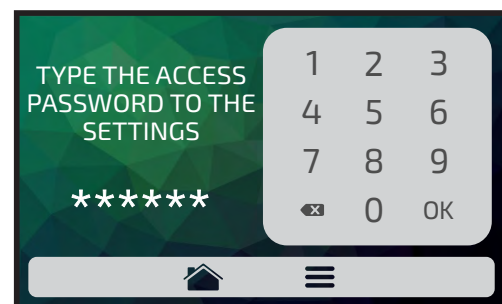 TYPE THE ACCESS
PASSWORD TO THE
SETTINGS
******
1 2 3
4 5 6
7 8 9
0 OK